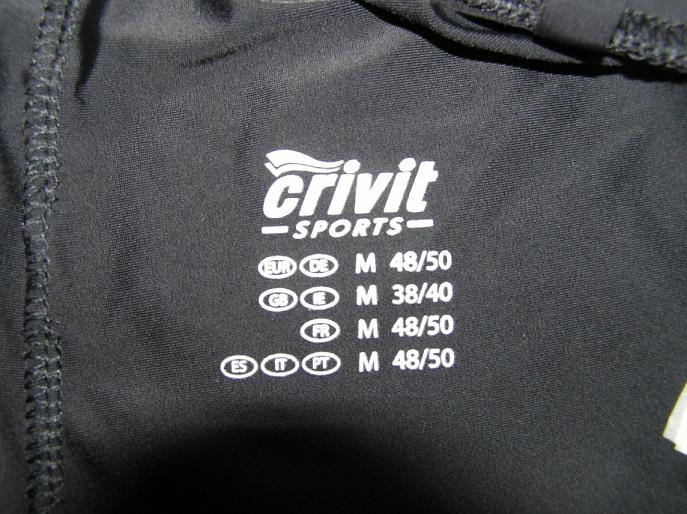 crivit
SPORTS
EUR DE M 48/50
GB IE M 38/40
FR M 48/50
ES IT PT M 48/50